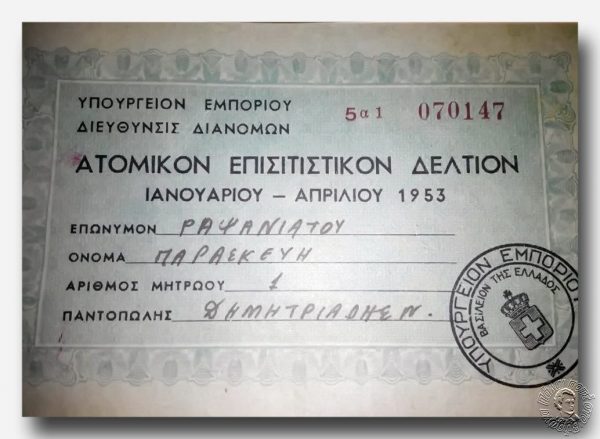 ΥΠΟΥΡΓΕΙΟΝ ΕΜΠΟΡΙΟΥ
5α1 070147
ΔΙΕΥΘΥΝΣΙΣ ΔΙΑΝΟΜΩΝ
ΑΤΟΜΙΚΟΝ ΕΠΙΣΙΤΙΣΤΙΚΟΝ ΔΕΛΤΙΟΝ
ΙΑΝΟΥΑΡΙΟΥ – ΑΠΡΙΛΙΟΥ 1953
ΕΠΩΝΥΜΟΝ ΡΑΨΑΝΙΑΤΟΥ
ΟΝΟΜΑ ΠΑΡΑΣΚΕΥΗ
ΑΡΙΘΜΟΣ ΜΗΤΡΩΟΥ 1
ΠΑΝΤΟΠΩΛΗΣ ΔΗΜΗΤΡΙΑΔΗΣ Ν.
ΥΠΟΥΡΓΕΙΟΝ ΕΜΠΟΡΙΟΥ
ΒΑΣΙΛΕΙΟΝ ΤΗΣ ΕΛΛΑΔΟΣ